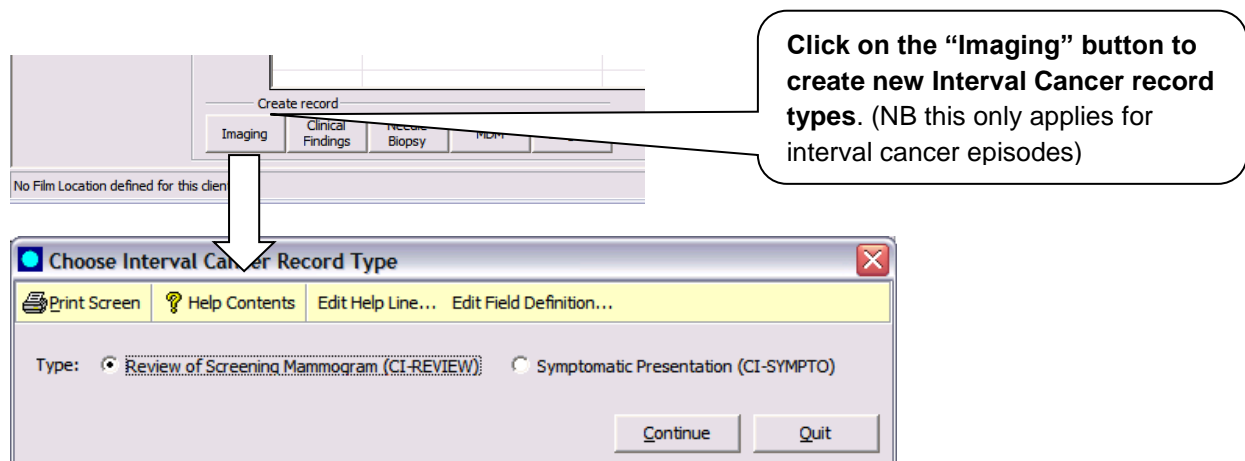 Click on the “Imaging” button to
create new Interval Cancer record
types. (NB this only applies for
interval cancer episodes)
Create record
Imaging
Clinical
Findings
Needle
Biopsy
MDM
No Film Location defined for this client
Choose Interval Cancer Record Type
Print Screen Help Contents Edit Help Line... Edit Field Definition...
Type: Review of Screening Mammogram (CI-REVIEW) Symptomatic Presentation (CI-SYMPTO)
Continue Quit